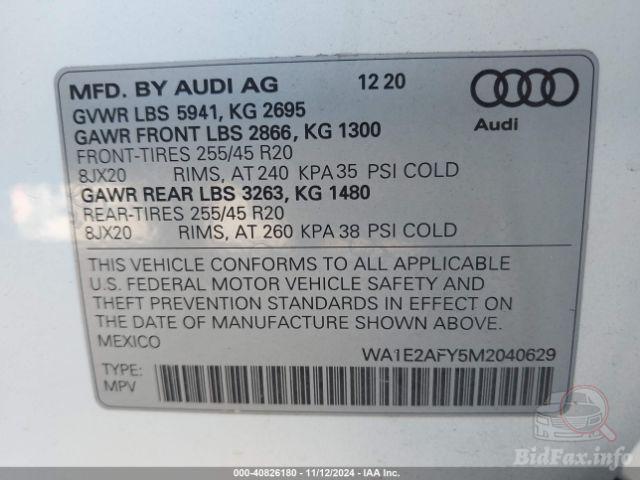 MFD. BY AUDI AG 12 20
GVWR LBS 5941, KG 2695
GAWR FRONT LBS 2866, KG 1300
FRONT-TIRES 255/45 R20
8JX20 RIMS, AT 240 KPA 35 PSI COLD
GAWR REAR LBS 3263, KG 1480
REAR-TIRES 255/45 R20
8JX20 RIMS, AT 260 KPA 38 PSI COLD
Audi
THIS VEHICLE CONFORMS TO ALL APPLICABLE
U.S. FEDERAL MOTOR VEHICLE SAFETY AND
THEFT PREVENTION STANDARDS IN EFFECT ON
THE DATE OF MANUFACTURE SHOWN ABOVE.
MEXICO
WA1E2AFY5M2040629
TYPE:
MPV
BidFax.info
000-40826180 - 11/12/2024 - IAA Inc.